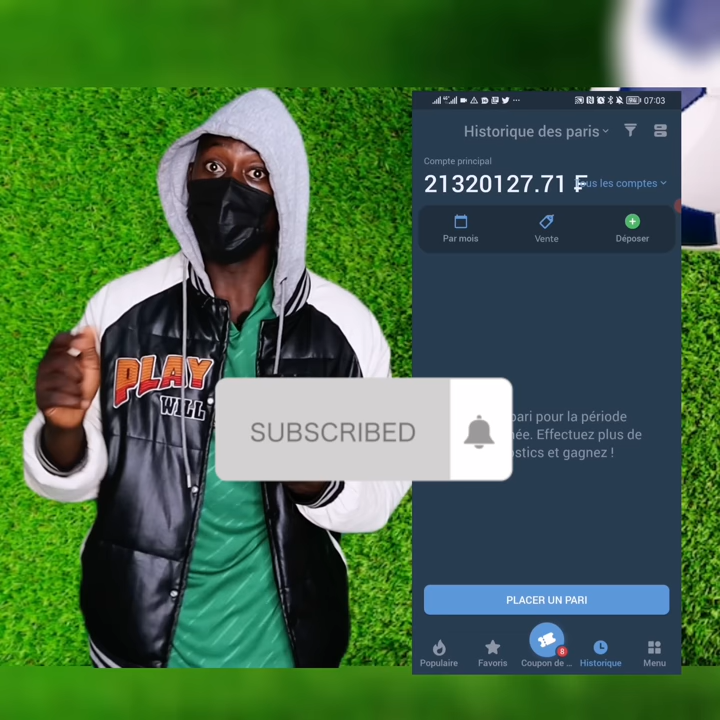 07:03
Historique des paris
Compte principal
21320127.71 ₣
us les comptes
Par mois
Vente
Déposer
PLAY
WILL
SUBSCRIBED
pari pour la période
ée. Effectuez plus de
ostics et gagnez !
PLACER UN PARI
8
Populaire
Favoris
Coupon de ...
Historique
Menu